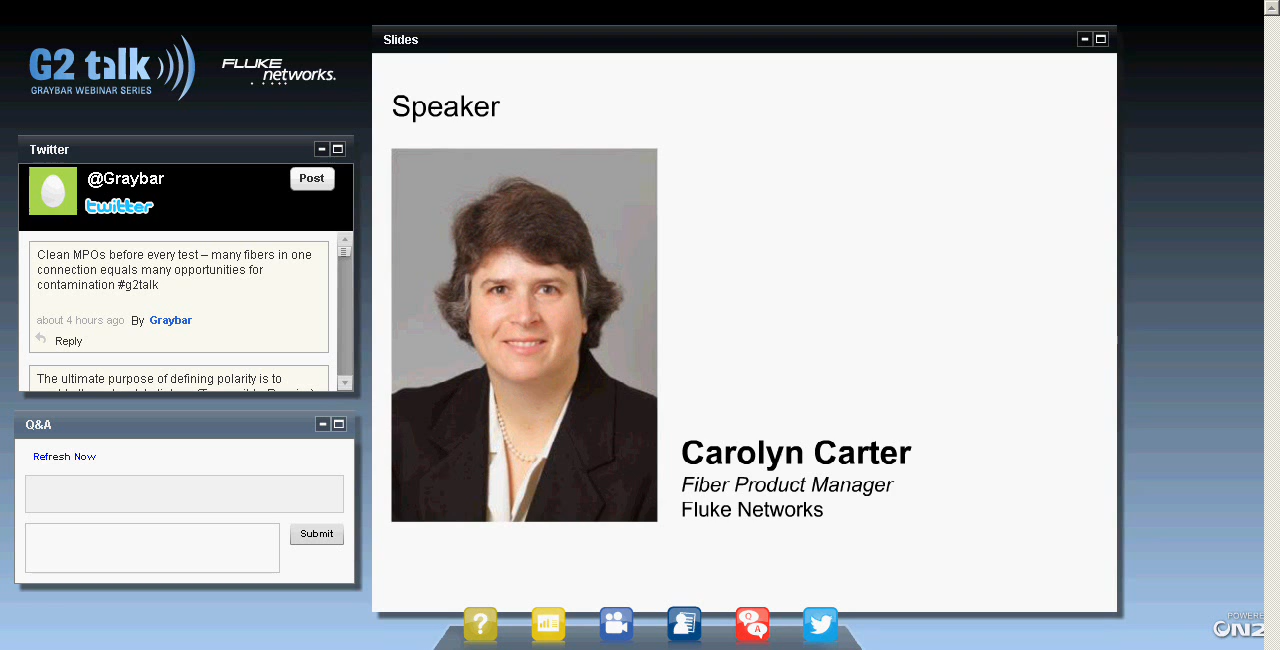 G2 talk
GRAYBAR WEBINAR SERIES
FLUKE
networks.
Twitter
@Graybar
twitter
Post
Clean MPOs before every test – many fibers in one
connection equals many opportunities for
contamination #g2talk
about 4 hours ago By Graybar
Reply
The ultimate purpose of defining polarity is to
Q&A
Refresh Now
Submit
Slides
Speaker
Carolyn Carter
Fiber Product Manager
Fluke Networks
?
Q
A